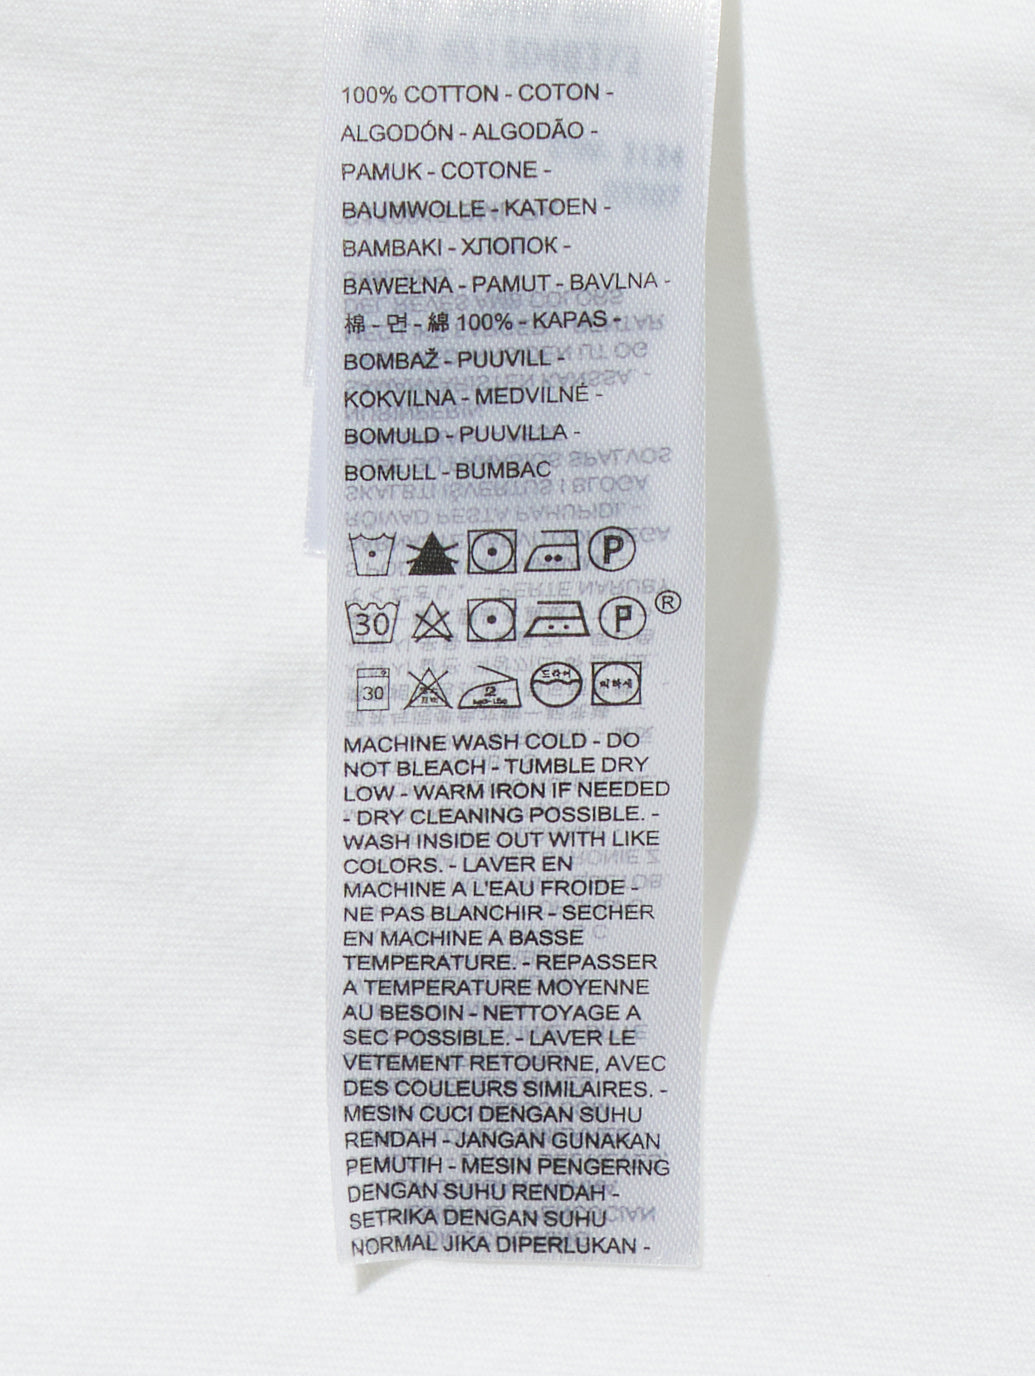 100% COTTON - COTON -
ALGODÓN - ALGODÃO -
PAMUK - COTONE -
BAUMWOLLE - KATOEN -
BAMBAKI - ХЛОПОК -
BAWEŁNA - PAMUT - BAVLNA -
棉 - 면 - 綿 100% - KAPAS -
BOMBAŽ - PUUVILL -
KOKVILNA - MEDVILNĖ -
BOMULD - PUUVILLA -
BOMULL - BUMBAC
P
30 P ®
30 드라이
MACHINE WASH COLD - DO
NOT BLEACH - TUMBLE DRY
LOW - WARM IRON IF NEEDED
- DRY CLEANING POSSIBLE. -
WASH INSIDE OUT WITH LIKE
COLORS. - LAVER EN
MACHINE A L'EAU FROIDE -
NE PAS BLANCHIR - SECHER
EN MACHINE A BASSE
TEMPERATURE. - REPASSER
A TEMPERATURE MOYENNE
AU BESOIN - NETTOYAGE A
SEC POSSIBLE. - LAVER LE
VETEMENT RETOURNE, AVEC
DES COULEURS SIMILAIRES. -
MESIN CUCI DENGAN SUHU
RENDAH - JANGAN GUNAKAN
PEMUTIH - MESIN PENGERING
DENGAN SUHU RENDAH -
SETRIKA DENGAN SUHU
NORMAL JIKA DIPERLUKAN -